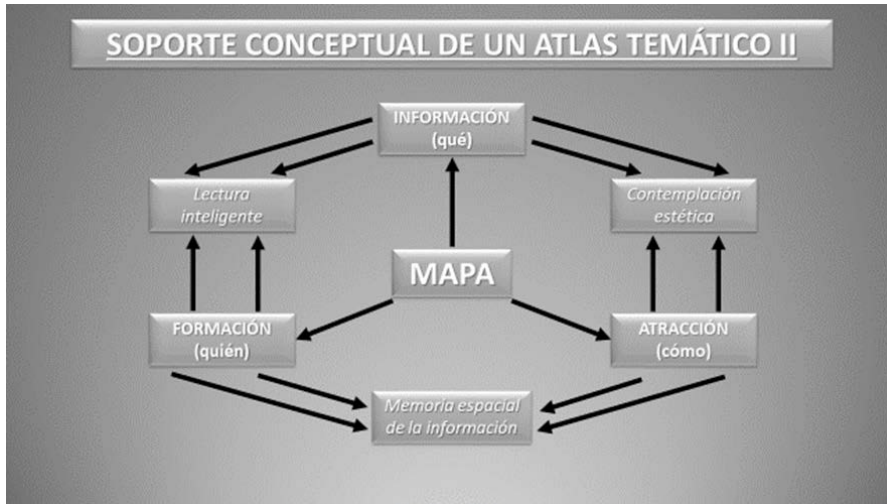 SOPORTE CONCEPTUAL DE UN ATLAS TEMÁTICO II
INFORMACIÓN
(qué)
Lectura
inteligente
Contemplación
estética
MAPA
FORMACIÓN
(quién)
ATRACCIÓN
(cómo)
Memoria espacial
de la información